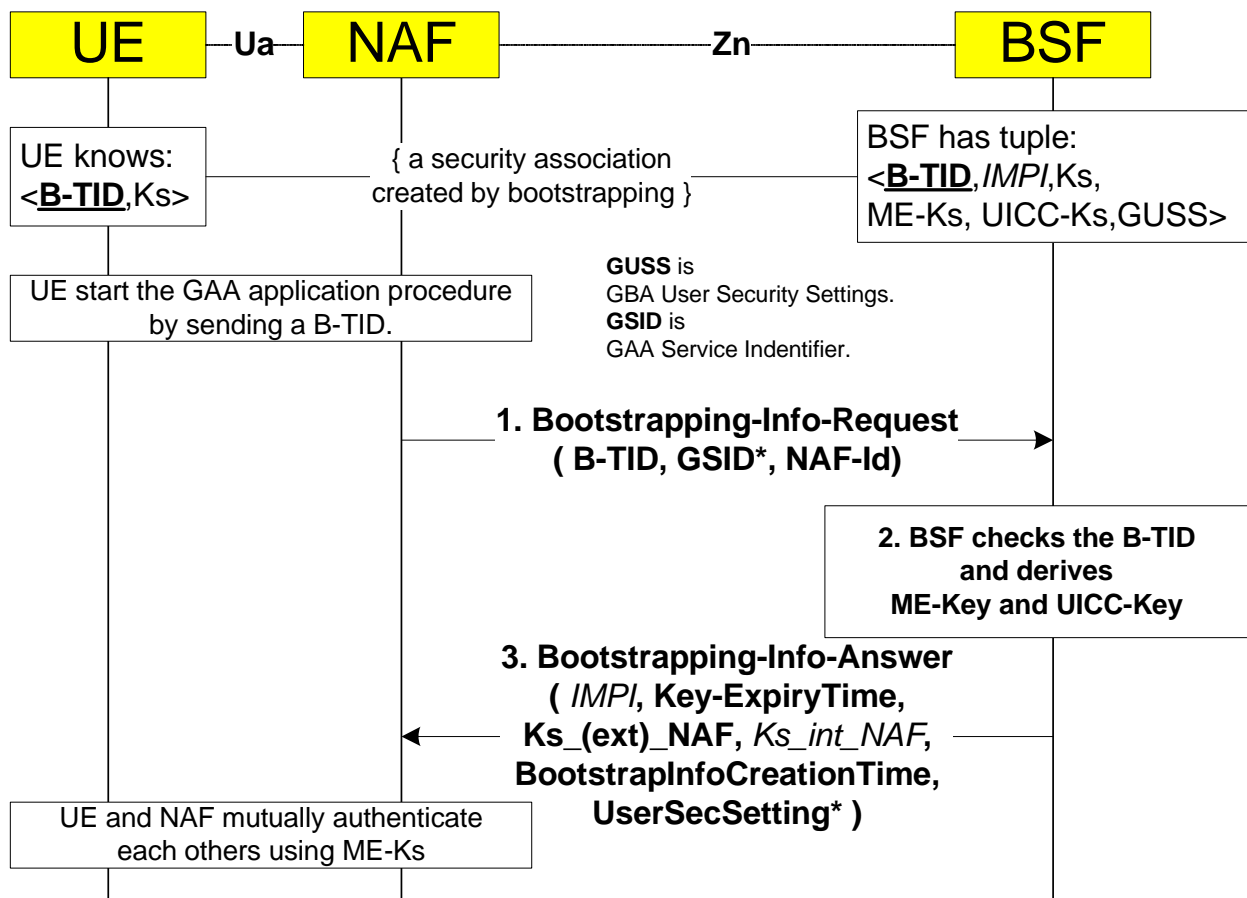 UE
Ua
NAF
Zn
BSF
UE knows:
<B-TID,Ks>
{ a security association
created by bootstrapping }
BSF has tuple:
<B-TID,IMPI,Ks,
ME-Ks, UICC-Ks,GUSS>
UE start the GAA application procedure
by sending a B-TID.
GUSS is
GBA User Security Settings.
GSID is
GAA Service Indentifier.
1. Bootstrapping-Info-Request
( B-TID, GSID*, NAF-Id)
2. BSF checks the B-TID
and derives
ME-Key and UICC-Key
3. Bootstrapping-Info-Answer
( IMPI, Key-ExpiryTime,
Ks_(ext)_NAF, Ks_int_NAF,
BootstrapInfoCreationTime,
UserSecSetting* )
UE and NAF mutually authenticate
each others using ME-Ks